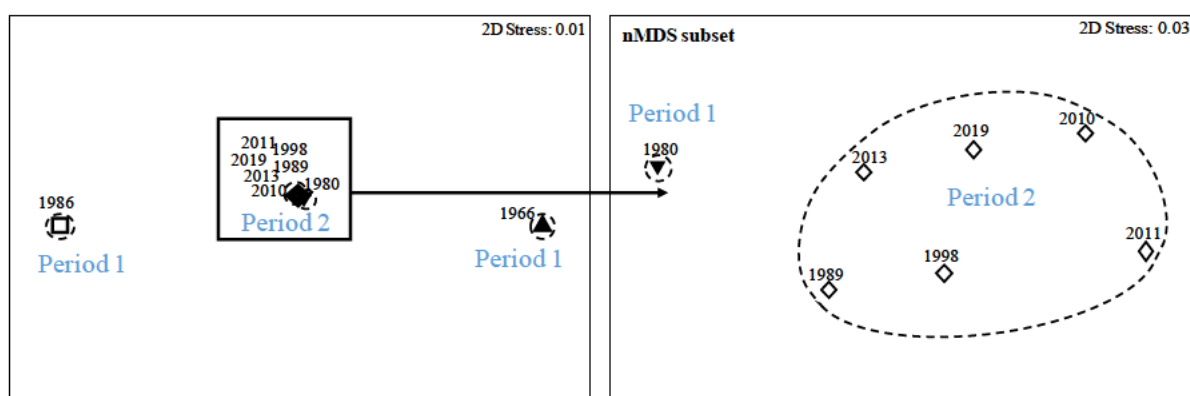 2D Stress: 0.01
2011
1998
2019
1989
2013
2010
1980
Period 2
1986
Period 1
1966
Period 1
nMDS subset
2D Stress: 0.03
Period 1
1980
2010
2019
2013
Period 2
2011
1998
1989